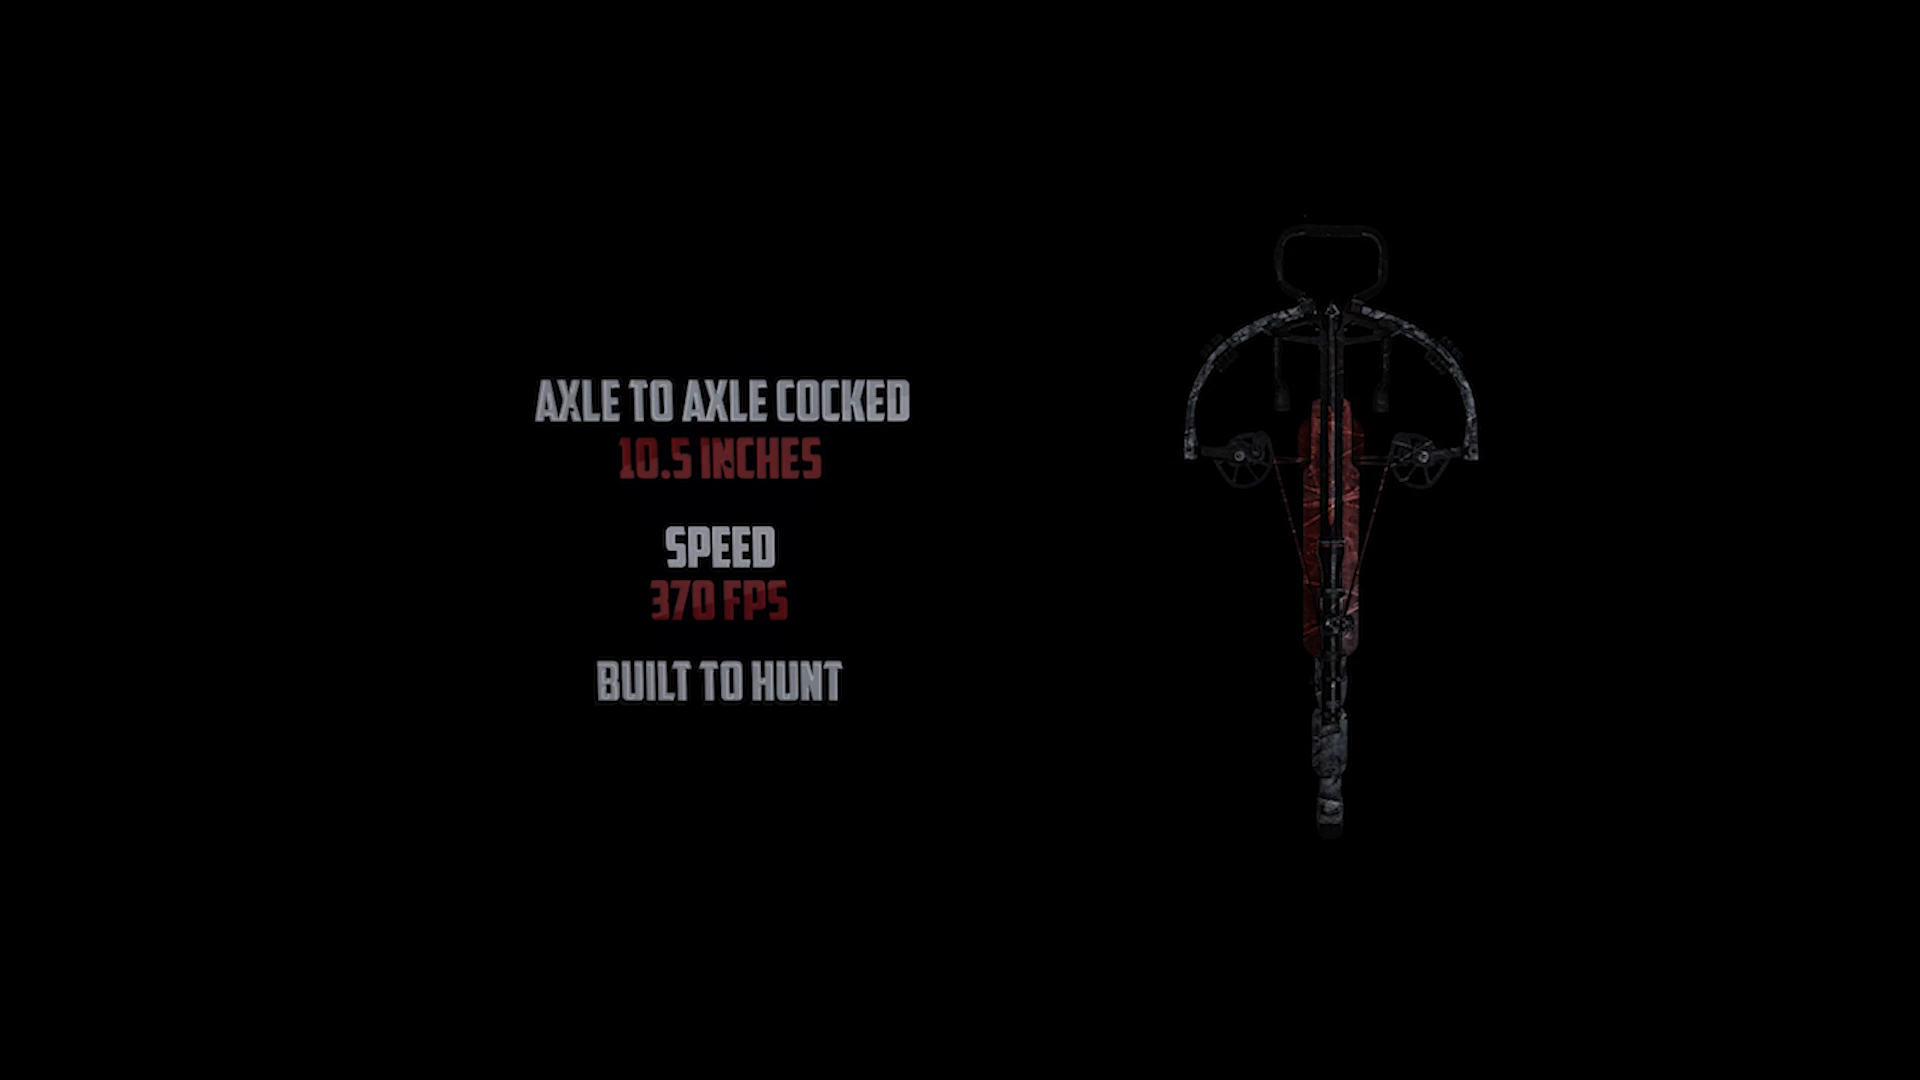 AXLE TO AXLE COCKED
10.5 INCHES
SPEED
370 FPS
BUILT TO HUNT